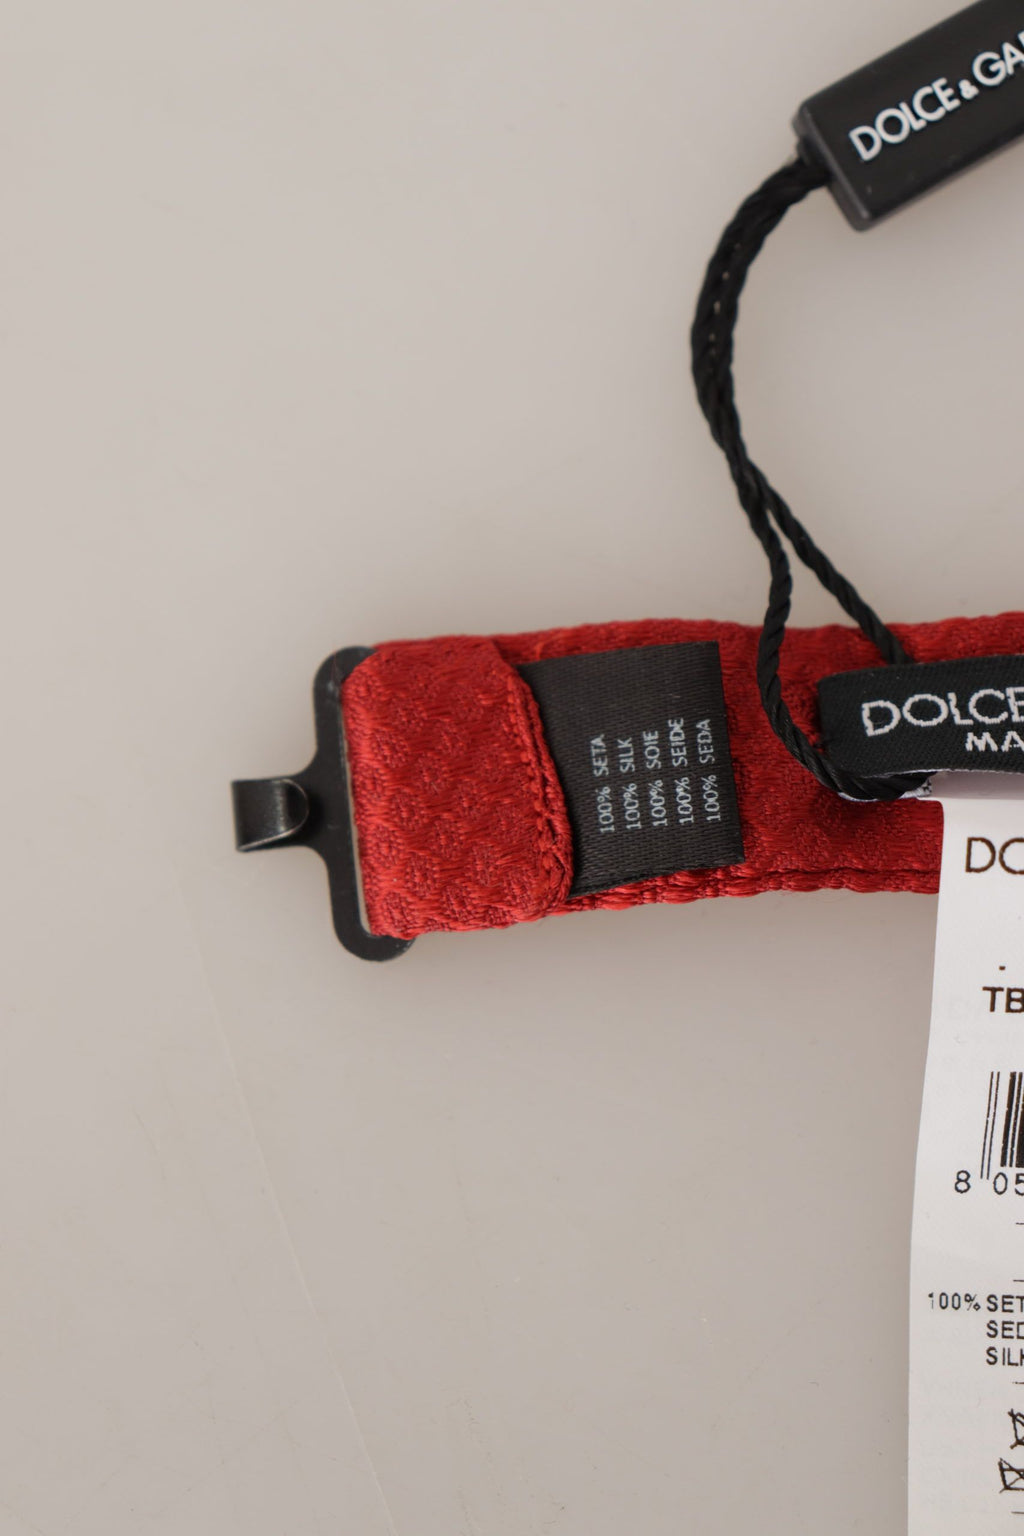 DOLCE & GA
100% SETA
100% SILK
100% SOIE
100% SEIDE
100% SEDA
DOLCE
MA
DO
TB
8 05
100% SET
SED
SILK